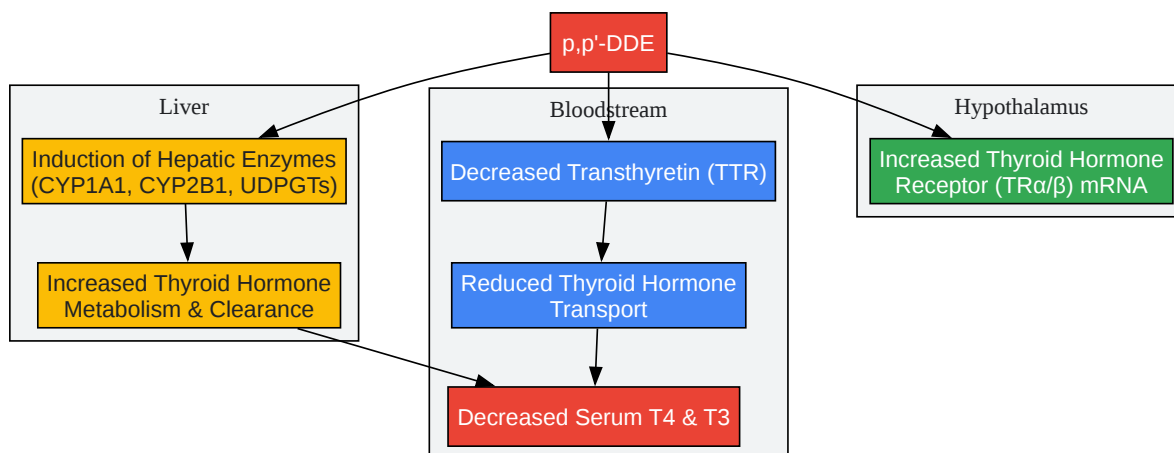 p,p'-DDE
Liver
Bloodstream
Hypothalamus
Induction of Hepatic Enzymes
(CYP1A1, CYP2B1, UDPGTs)
Decreased Transthyretin (TTR)
Increased Thyroid Hormone
Receptor (TRα/β) mRNA
Increased Thyroid Hormone
Metabolism & Clearance
Reduced Thyroid Hormone
Transport
Decreased Serum T4 & T3